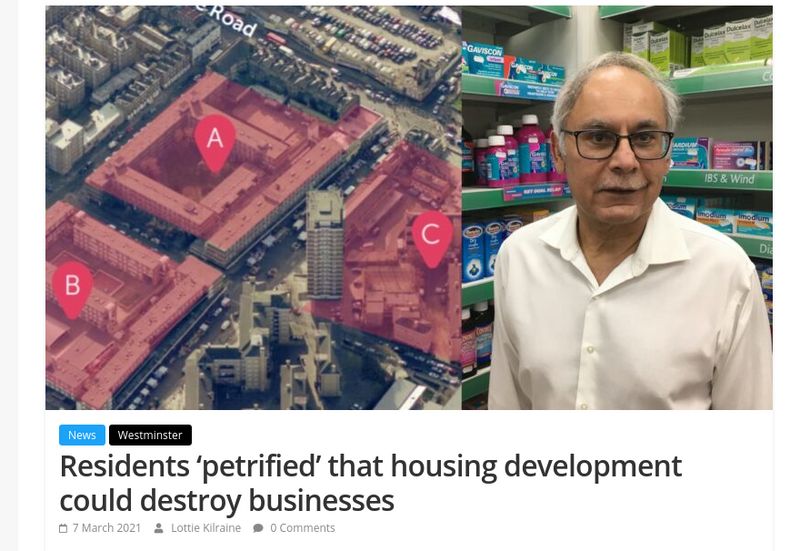 e Road
A
B
C
GAVISCON
GAVISCON
Dulcolax
Dulcolax
IBS & Wind
imodium
imodium
News
Westminster
Residents ‘petrified’ that housing development
could destroy businesses
7 March 2021 Lottie Kilraine 0 Comments